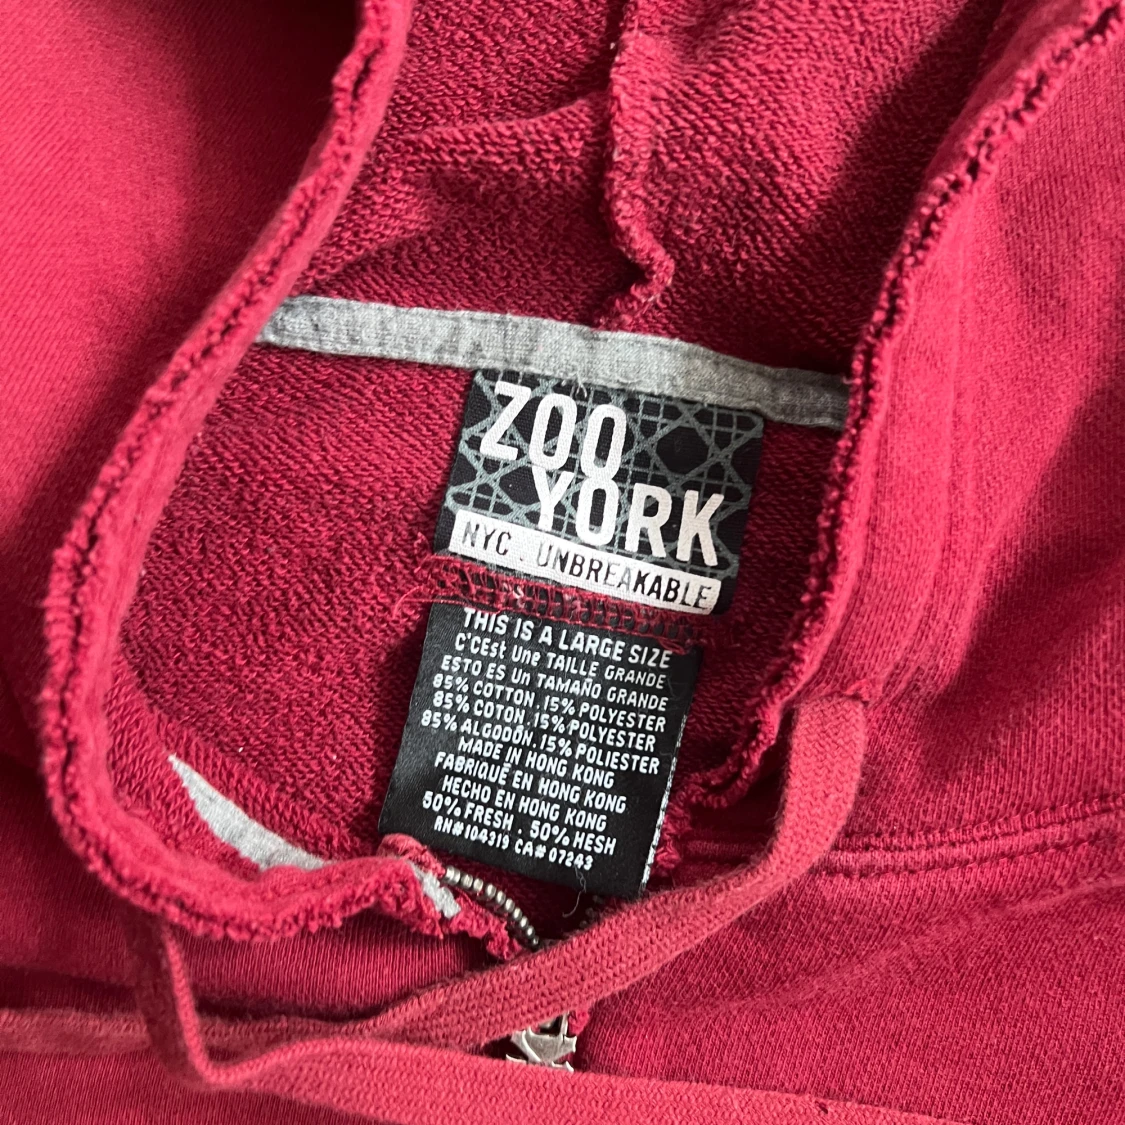 ZOO
YORK
NYC . UNBREAKABLE
THIS IS A LARGE SIZE
C'CEst Une TAILLE GRANDE
ESTO ES Un TAMAÑO GRANDE
85% COTTON, 15% POLYESTER
85% COTON, 15% POLYESTER
85% ALGODÓN, 15% POLIESTER
MADE IN HONG KONG
FABRIQUÉ EN HONG KONG
HECHO EN HONG KONG
50% FRESH . 50% HESH
RN#104319 CA# 07243